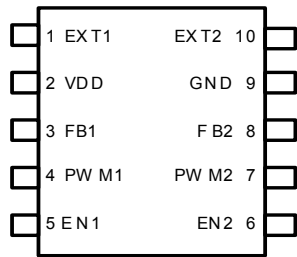 1 EXT1 EXT2 10
2 VDD GND 9
3 FB1 FB2 8
4 PWM1 PWM2 7
5 EN1 EN2 6